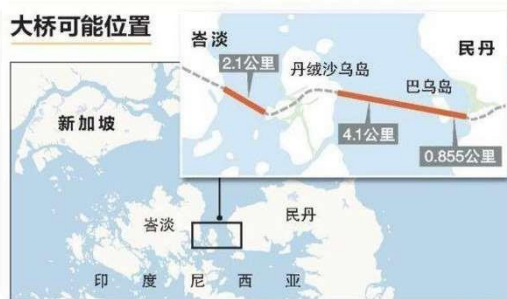 大桥可能位置
峇淡
民丹
2.1公里
丹绒沙乌岛
巴乌岛
4.1公里
0.855公里
新加坡
峇淡
民丹
印度尼西亚